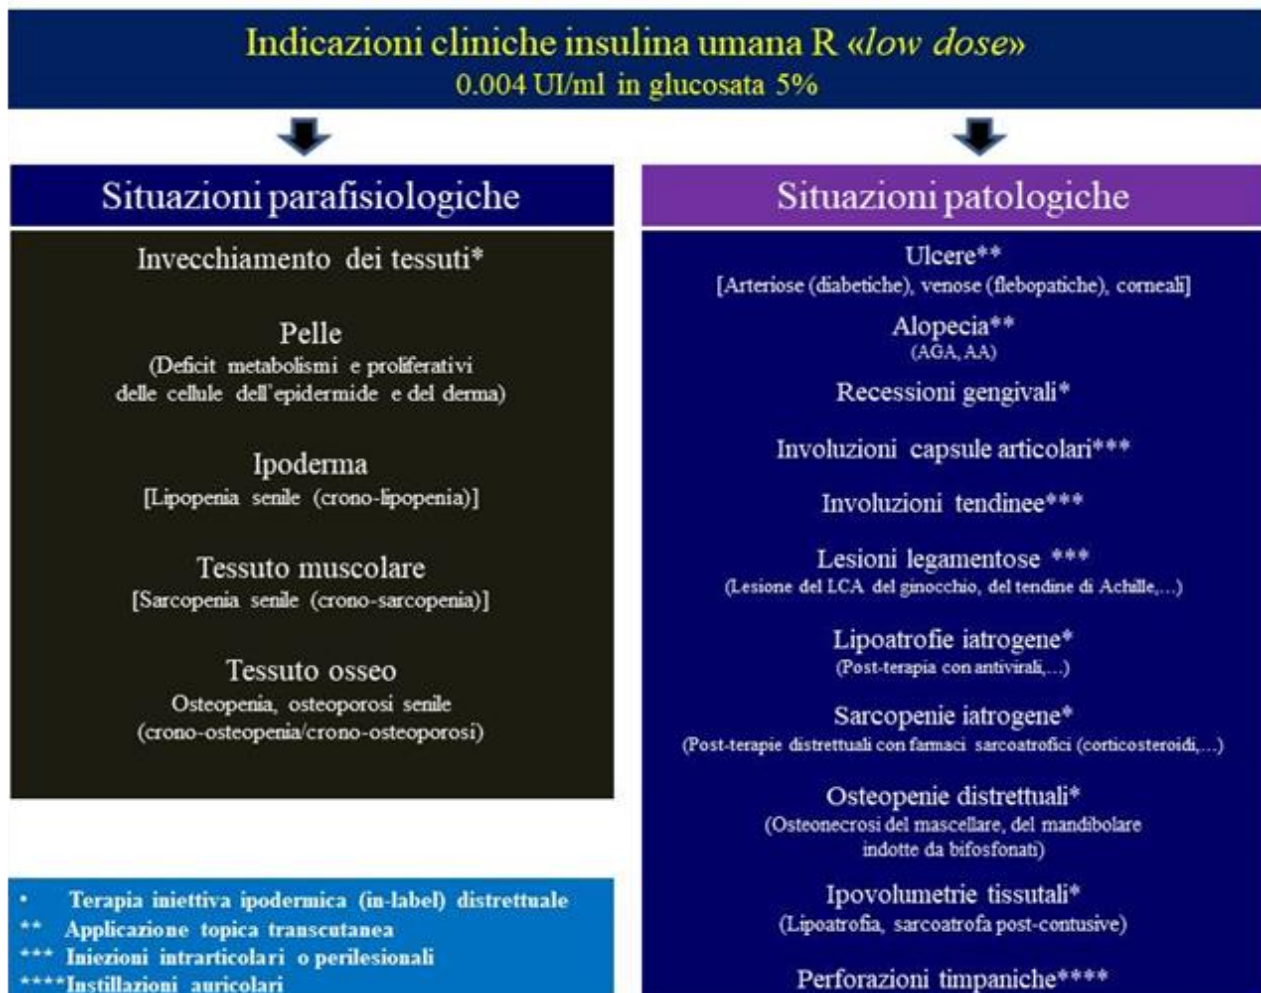 Indicazioni cliniche insulina umana R «low dose»
0.004 UI/ml in glucosata 5%
Situazioni parafisiologiche
Invecchiamento dei tessuti*
Pelle
(Deficit metabolismi e proliferativi
delle cellule dell'epidermide e del derma)
Ipoderma
[Lipopenia senile (crono-lipopenia)]
Tessuto muscolare
[Sarcopenia senile (crono-sarcopenia)]
Tessuto osseo
Osteopenia, osteoporosi senile
(crono-osteopenia/crono-osteoporosi)
• Terapia iniettiva ipodermica (in-label) distrettuale
** Applicazione topica transcutanea
*** Iniezioni intrarticolari o perilesionali
****Instillazioni auricolari
Situazioni patologiche
Ulcere**
[Arteriose (diabetiche), venose (flebopatiche), corneali]
Alopecia**
(AGA, AA)
Recessioni gengivali*
Involuzioni capsule articolari***
Involuzioni tendinee***
Lesioni legamentose ***
(Lesione del LCA del ginocchio, del tendine di Achille,...)
Lipoatrofie iatrogene*
(Post-terapia con antivirali,...)
Sarcopenie iatrogene*
(Post-terapie distrettuali con farmaci sarcoatrofici (corticosteroidi,...)
Osteopenie distrettuali*
(Osteonecrosi del mascellare, del mandibolare
indotte da bifosfonati)
Ipovolumetrie tissutali*
(Lipoatrofia, sarcoatrofa post-contusive)
Perforazioni timpaniche****